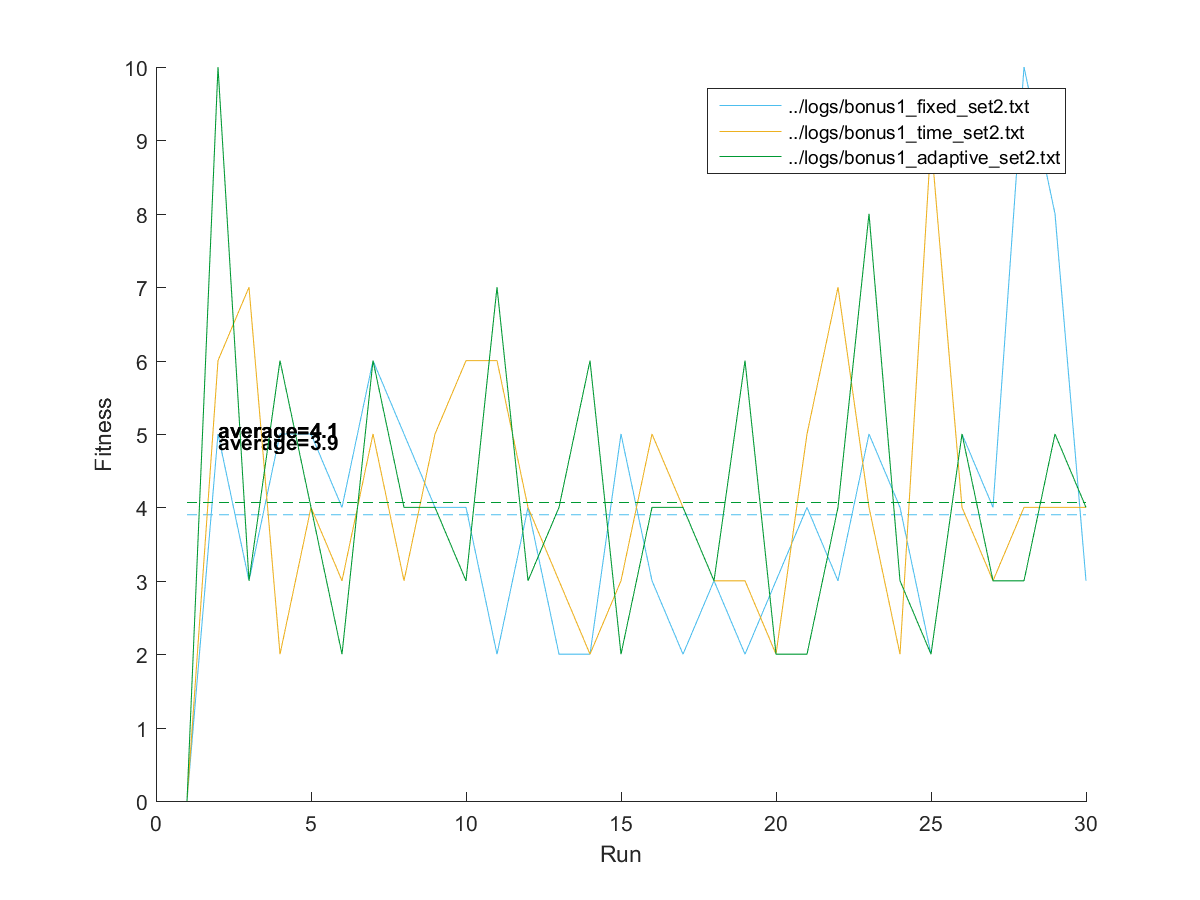 10
9
8
7
6
5
4
3
2
1
0
Fitness
../logs/bonus1_fixed_set2.txt
../logs/bonus1_time_set2.txt
../logs/bonus1_adaptive_set2.txt
average=4.1
average=3.9
0 5 10 15 20 25 30
Run